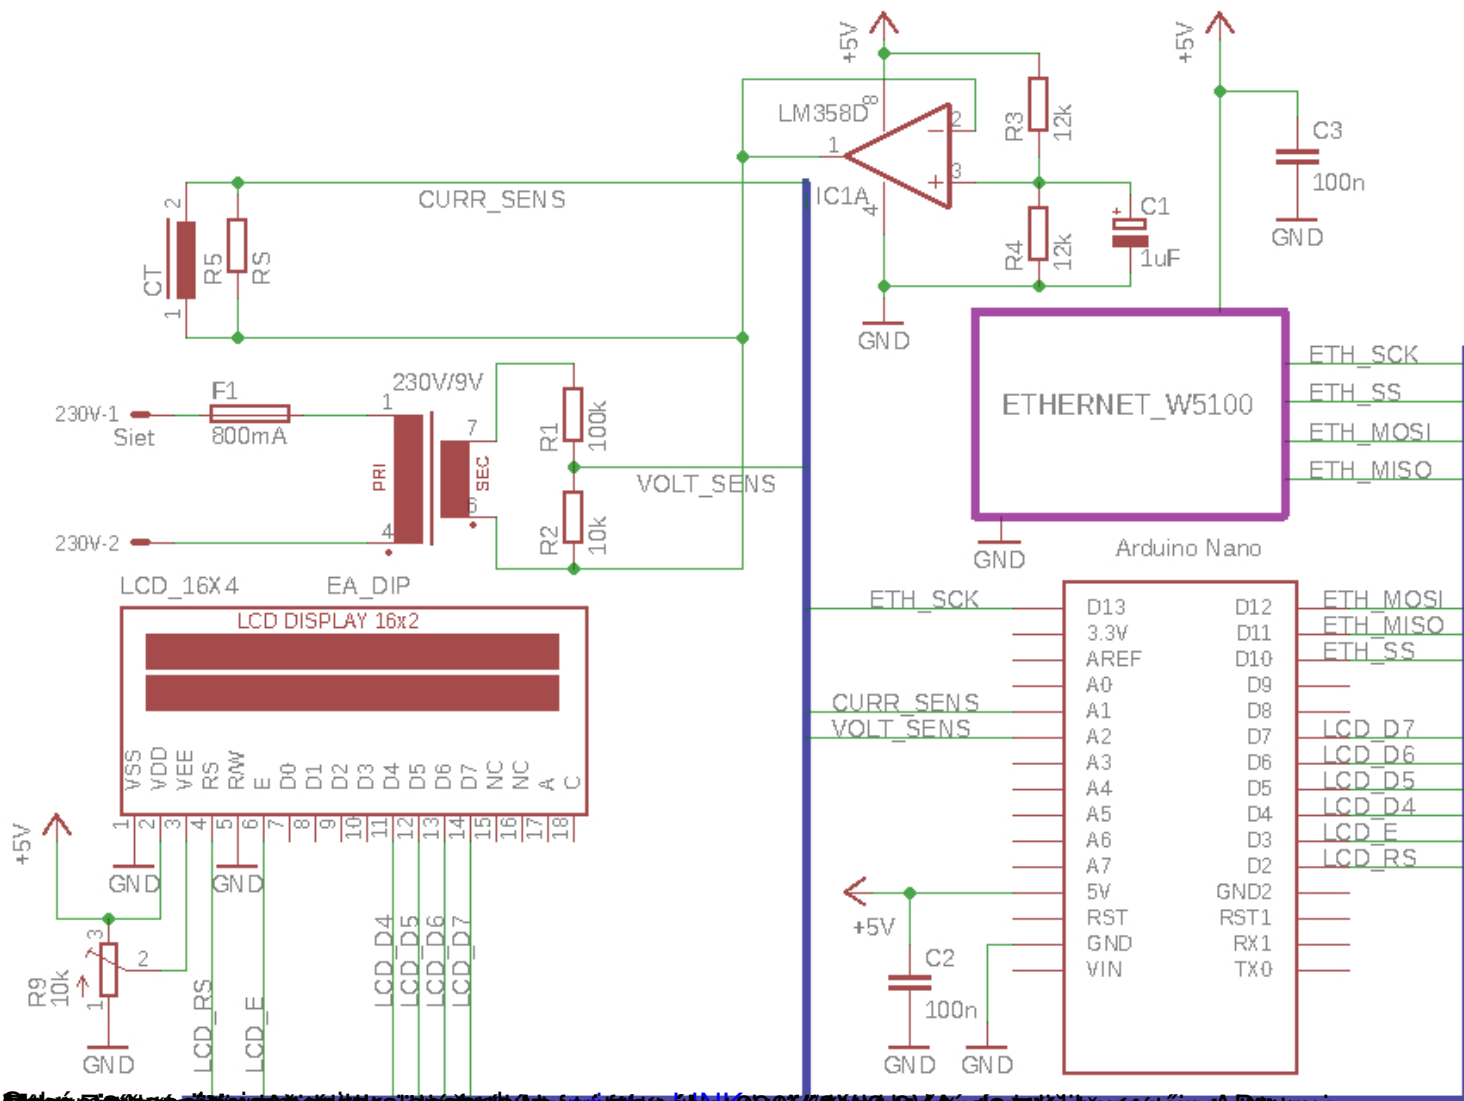 +5V
+5V
LM358D
8
2
1
3
4
IC1A
R3
12k
R4
12k
C1
+
1uF
GND
C3
100n
GND
CURR_SENS
2
CT
1
R5
RS
230V/9V
F1
800mA
230V-1
Siet
230V-2
1
4
PRI
SEC
7
6
R1
100k
R2
10k
VOLT_SENS
ETHERNET_W5100
ETH_SCK
ETH_SS
ETH_MOSI
ETH_MISO
GND
Arduino Nano
LCD_16X4
EA_DIP
LCD DISPLAY 16x2
VSS
VDD
VEE
RS
R/W
E
D0
D1
D2
D3
D4
D5
D6
D7
NC
NC
A
C
1
2
3
4
5
6
7
8
9
10
11
12
13
14
15
16
17
18
+5V
GND
GND
3
2
1
R9
10k
GND
LCD_RS
LCD_E
LCD_D4
LCD_D5
LCD_D6
LCD_D7
ETH_SCK
CURR_SENS
VOLT_SENS
D13
3.3V
AREF
A0
A1
A2
A3
A4
A5
A6
A7
5V
RST
GND
VIN
D12
D11
D10
D9
D8
D7
D6
D5
D4
D3
D2
GND2
RST1
RX1
TX0
ETH_MOSI
ETH_MISO
ETH_SS
LCD_D7
LCD_D6
LCD_D5
LCD_D4
LCD_E
LCD_RS
+5V
C2
100n
GND
GND